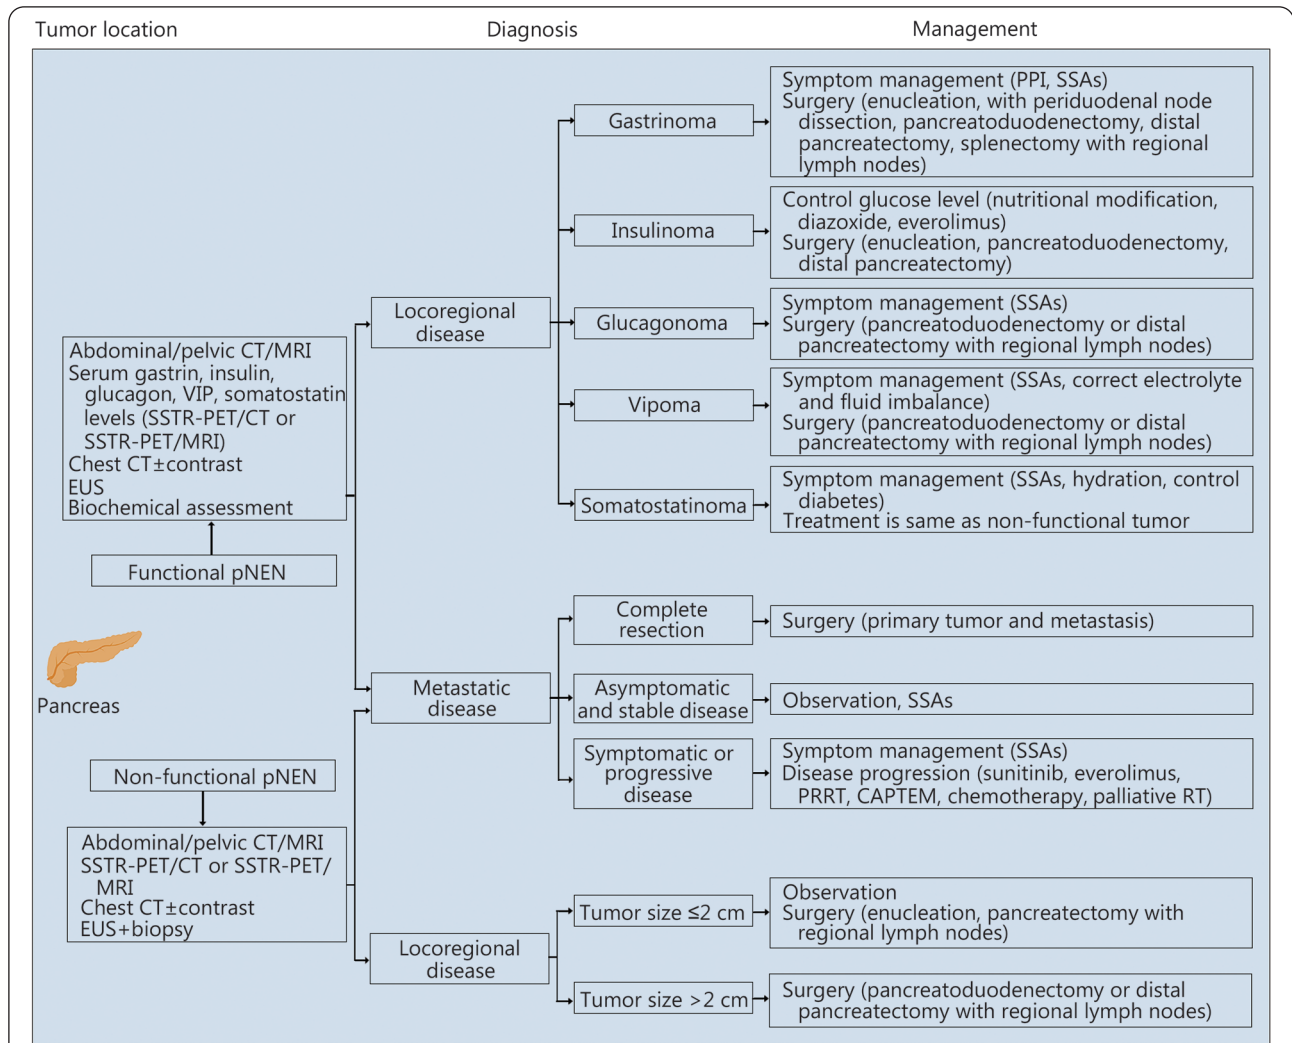 Tumor location
Diagnosis
Management
Abdominal/pelvic CT/MRI
Serum gastrin, insulin,
glucagon, VIP, somatostatin
levels (SSTR-PET/CT or
SSTR-PET/MRI)
Chest CT±contrast
EUS
Biochemical assessment
Functional pNEN
Pancreas
Non-functional pNEN
Abdominal/pelvic CT/MRI
SSTR-PET/CT or SSTR-PET/
MRI
Chest CT±contrast
EUS+biopsy
Locoregional
disease
Gastrinoma
Symptom management (PPI, SSAs)
Surgery (enucleation, with periduodenal node
dissection, pancreatoduodenectomy, distal
pancreatectomy, splenectomy with regional
lymph nodes)
Insulinoma
Control glucose level (nutritional modification,
diazoxide, everolimus)
Surgery (enucleation, pancreatoduodenectomy,
distal pancreatectomy)
Glucagonoma
Symptom management (SSAs)
Surgery (pancreatoduodenectomy or distal
pancreatectomy with regional lymph nodes)
Vipoma
Symptom management (SSAs, correct electrolyte
and fluid imbalance)
Surgery (pancreatoduodenectomy or distal
pancreatectomy with regional lymph nodes)
Somatostatinoma
Symptom management (SSAs, hydration, control
diabetes)
Treatment is same as non-functional tumor
Metastatic
disease
Complete
resection
Surgery (primary tumor and metastasis)
Asymptomatic
and stable disease
Observation, SSAs
Symptomatic or
progressive
disease
Symptom management (SSAs)
Disease progression (sunitinib, everolimus,
PRRT, CAPTEM, chemotherapy, palliative RT)
Locoregional
disease
Tumor size ≤2 cm
Observation
Surgery (enucleation, pancreatectomy with
regional lymph nodes)
Tumor size >2 cm
Surgery (pancreatoduodenectomy or distal
pancreatectomy with regional lymph nodes)